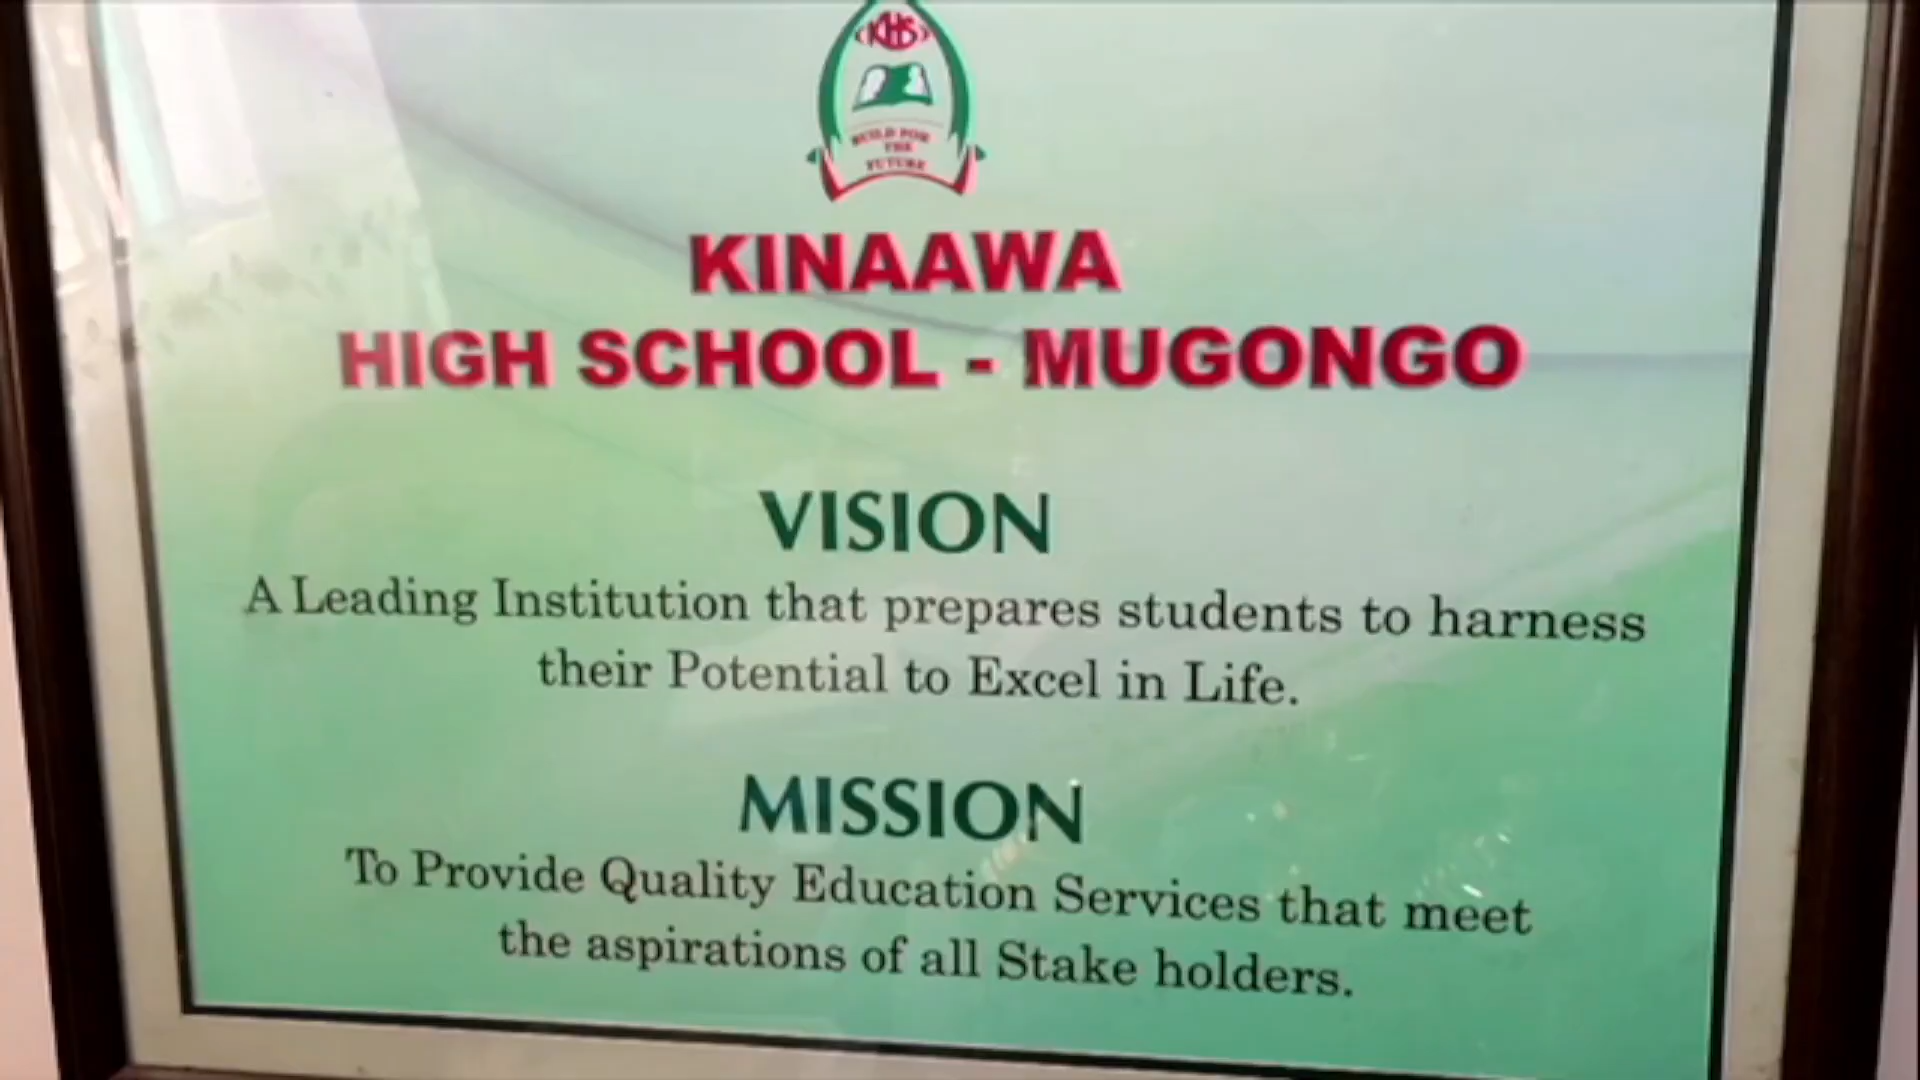 KHS
BUILD FOR
THE
FUTURE
KINAAWA
HIGH SCHOOL - MUGONGO
VISION
A Leading Institution that prepares students to harness
their Potential to Excel in Life.
MISSION
To Provide Quality Education Services that meet
the aspirations of all Stake holders.